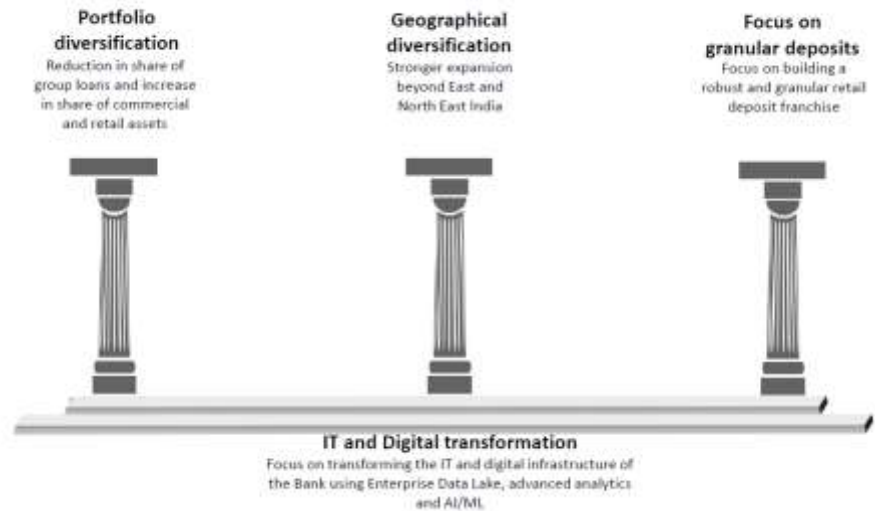 Portfolio
diversification
Reduction in share of
group loans and increase
in share of commercial
and retail assets
Geographical
diversification
Stronger expansion
beyond East and
North East India
Focus on
granular deposits
Focus on building a
robust and granular retail
deposit franchise
IT and Digital transformation
Focus on transforming the IT and digital infrastructure of
the Bank using Enterprise Data Lake, advanced analytics
and AI/ML